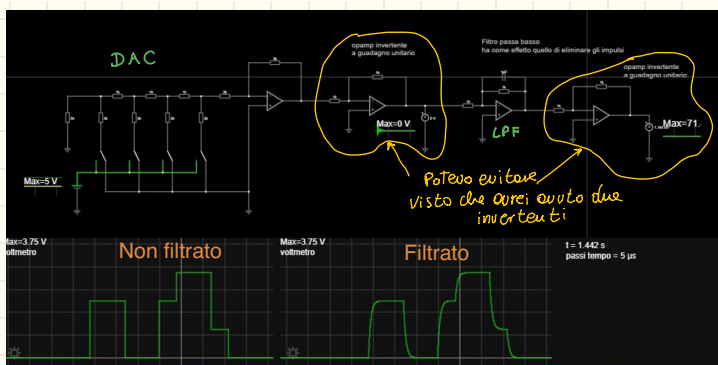 DAC
opamp invertente
a guadagno unitario
Filtro passa basso
ha come effetto quello di eliminare gli impulsi
opamp invertente
a guadagno unitario
Max=0 V
LPF
Max=71.
Max=5 V
Potevo evitare
visto che avrei avuto due
invertenti
Max=3.75 V
voltmetro
Non filtrato
Max=3.75 V
voltmetro
Filtrato
t = 1.442 s
passi tempo = 5 µs